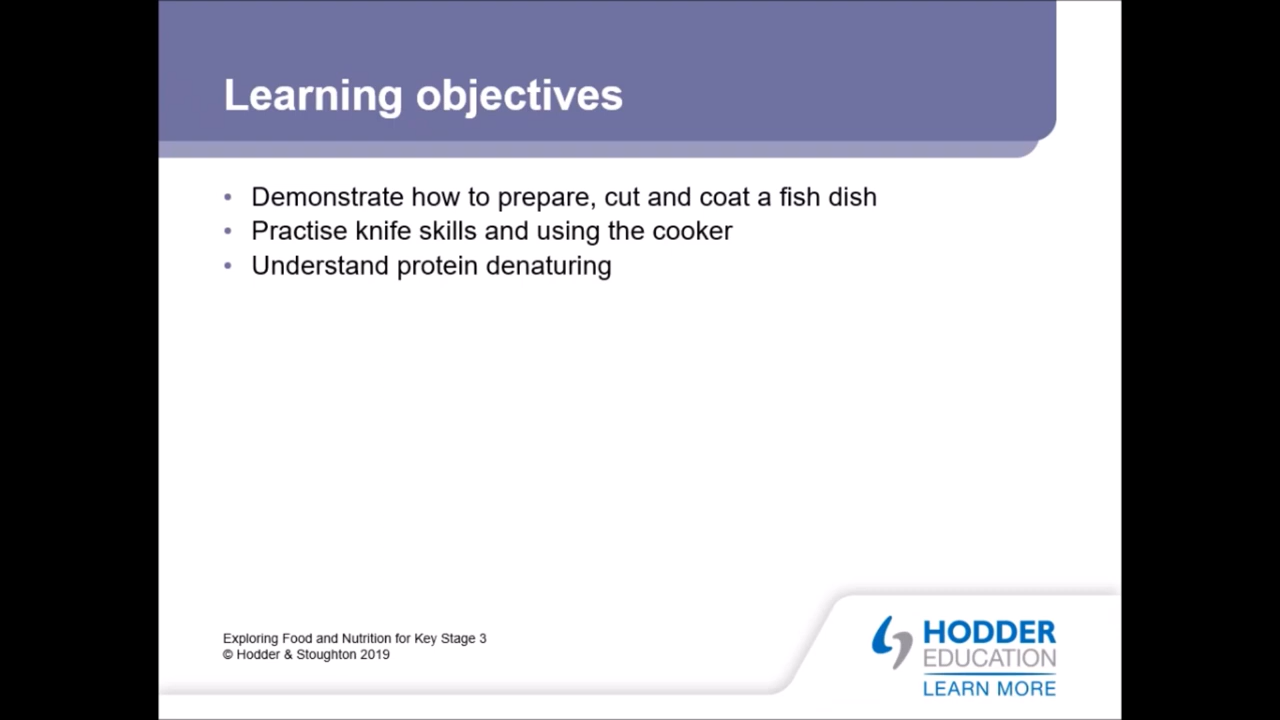 Learning objectives
• Demonstrate how to prepare, cut and coat a fish dish
• Practise knife skills and using the cooker
• Understand protein denaturing
Exploring Food and Nutrition for Key Stage 3
© Hodder & Stoughton 2019
HODDER
EDUCATION
LEARN MORE